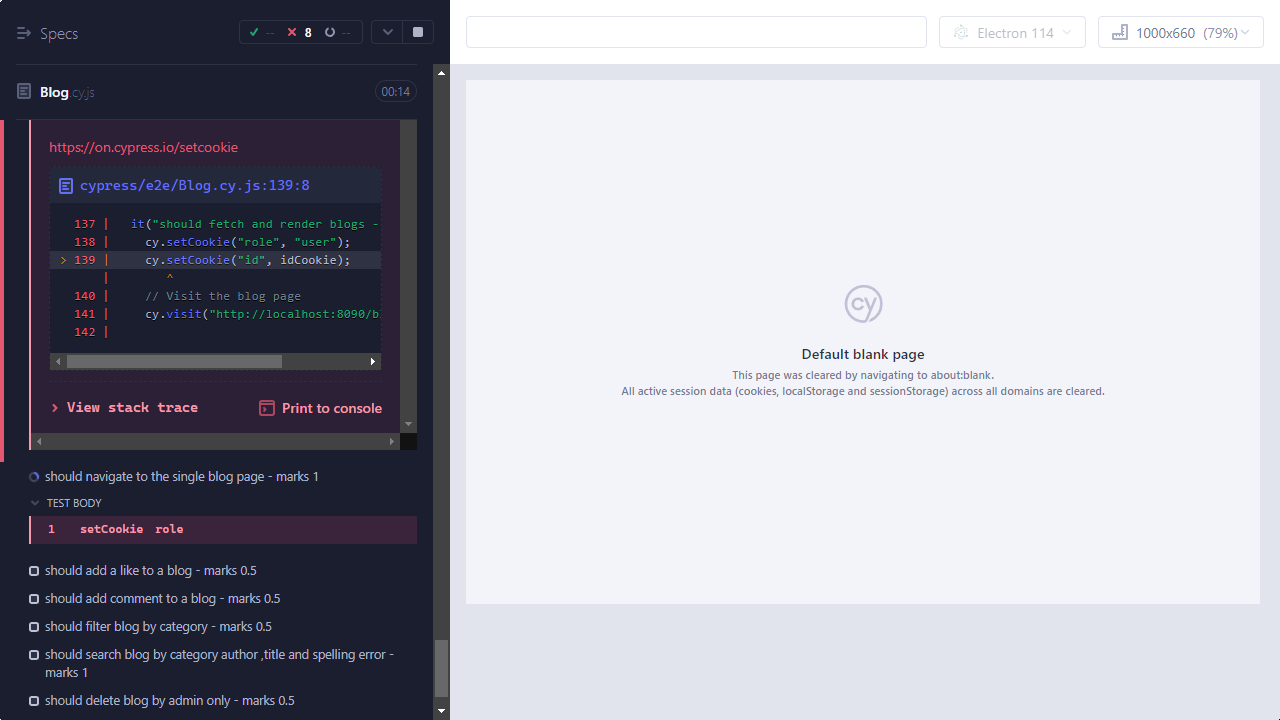 Specs
-- 8 --
Electron 114
1000x660 (79%)
Blog.cy.js
00:14
https://on.cypress.io/setcookie
cypress/e2e/Blog.cy.js:139:8
137 | it("should fetch and render blogs -
138 | cy.setCookie("role", "user");
> 139 | cy.setCookie("id", idCookie);
| ^
140 | // Visit the blog page
141 | cy.visit("http://localhost:8090/b
142 |
View stack trace
Print to console
should navigate to the single blog page - marks 1
TEST BODY
1 setCookie role
should add a like to a blog - marks 0.5
should add comment to a blog - marks 0.5
should filter blog by category - marks 0.5
should search blog by category author ,title and spelling error -
marks 1
should delete blog by admin only - marks 0.5
cy
Default blank page
This page was cleared by navigating to about:blank.
All active session data (cookies, localStorage and sessionStorage) across all domains are cleared.